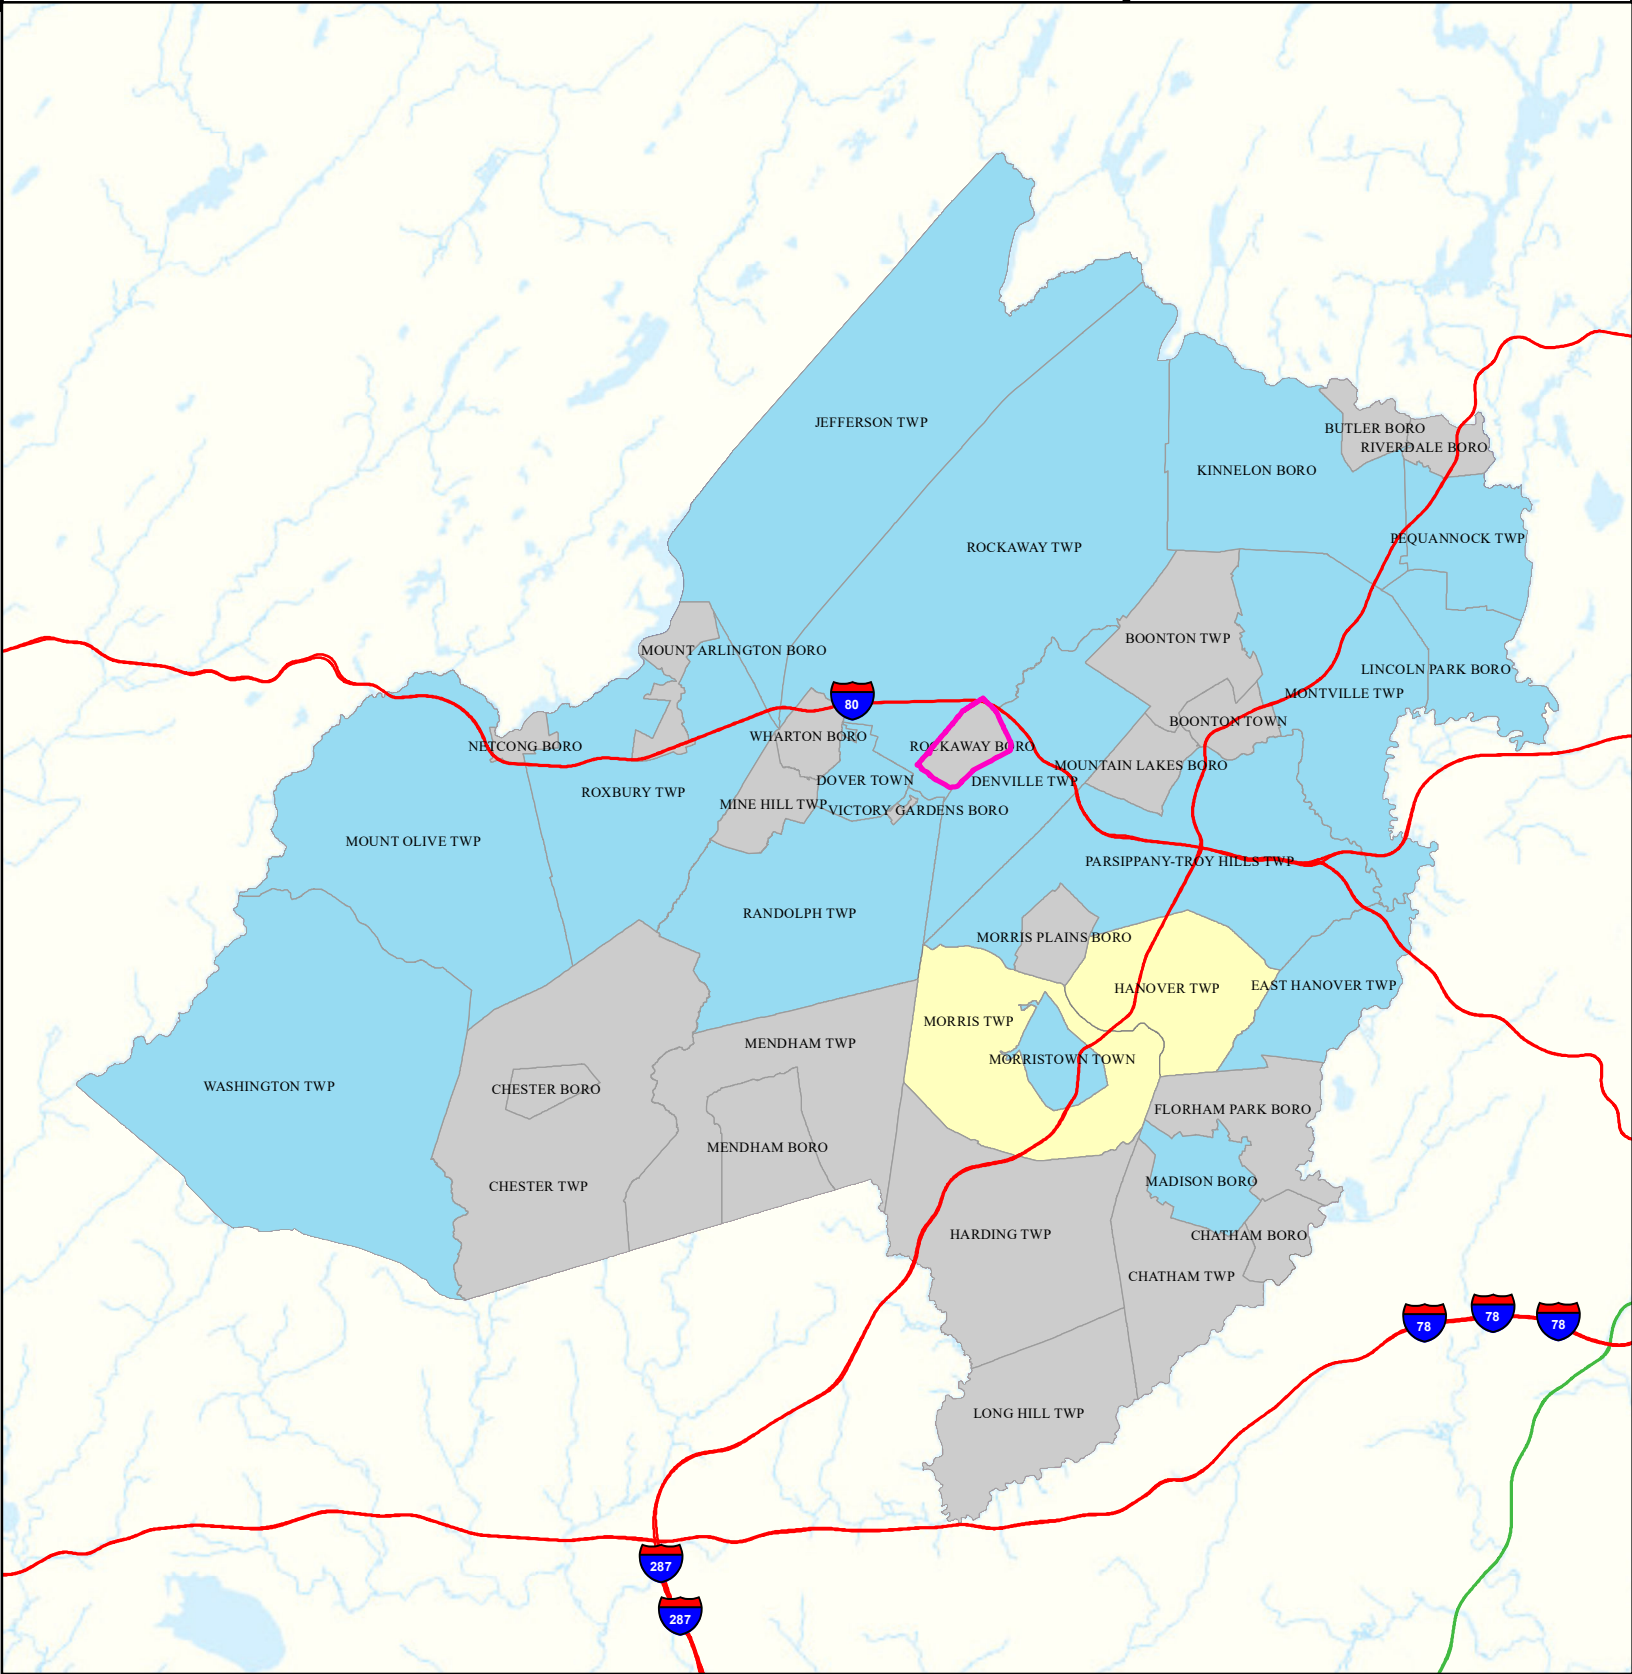 JEFFERSON TWP
BUTLER BORO
RIVERDALE BORO
KINNELON BORO
PEQUANNOCK TWP
ROCKAWAY TWP
BOONTON TWP
MOUNT ARLINGTON BORO
LINCOLN PARK BORO
MONTVILLE TWP
80
BOONTON TOWN
WHARTON BORO
NETCONG BORO
ROCKAWAY BORO
MOUNTAIN LAKES BORO
DOVER TOWN
DENVILLE TWP
ROXBURY TWP
MINE HILL TWP
VICTORY GARDENS BORO
MOUNT OLIVE TWP
PARSIPPANY-TROY HILLS TWP
RANDOLPH TWP
MORRIS PLAINS BORO
EAST HANOVER TWP
HANOVER TWP
MORRIS TWP
MENDHAM TWP
MORRISTOWN TOWN
WASHINGTON TWP
CHESTER BORO
FLORHAM PARK BORO
MENDHAM BORO
MADISON BORO
CHESTER TWP
HARDING TWP
CHATHAM BORO
CHATHAM TWP
78
78
78
LONG HILL TWP
287
287